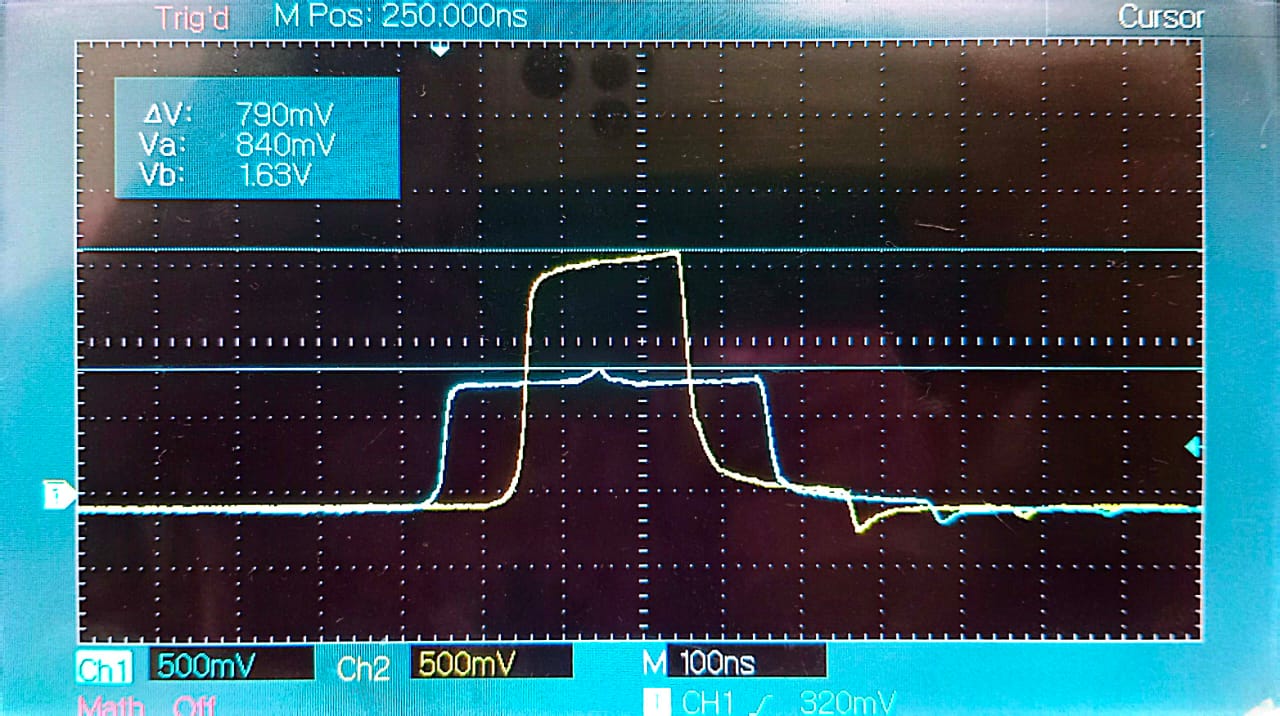 Trig'd M Pos: 250.000ns Cursor
ΔV: 790mV
Va: 840mV
Vb: 1.63V
1
Ch1 500mV Ch2 500mV M 100ns
Math Off T CH1 320mV